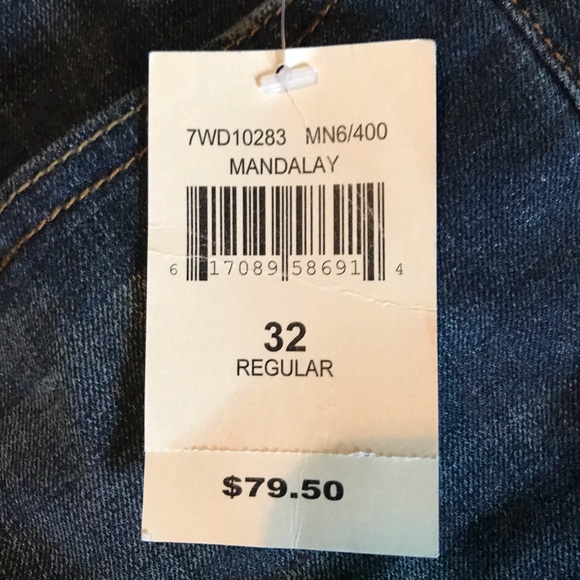 7WD10283 MN6/400
MANDALAY
6 17089 58691 4
32
REGULAR
$79.50